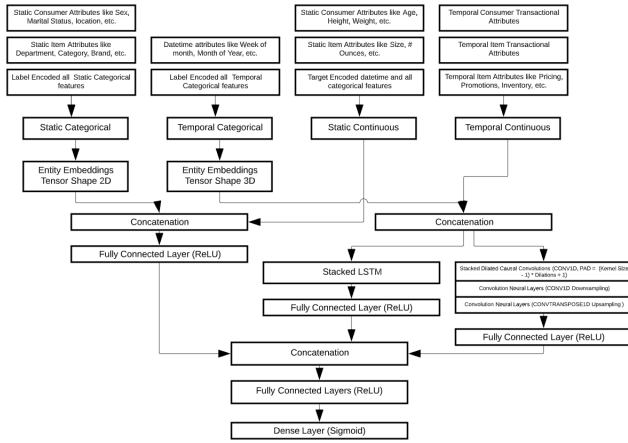 Static Consumer Attributes like Sex,
Marital Status, location, etc.
Static Item Attributes like
Department, Category, Brand, etc.
Label Encoded all Static Categorical
features
Datetime attributes like Week of
month, Month of Year, etc.
Label Encoded all Temporal
Categorical features
Static Consumer Attributes like Age,
Height, Weight, etc.
Static Item Attributes like Size, #
Ounces, etc.
Target Encoded datetime and all
categorical features
Temporal Consumer Transactional
Attributes
Temporal Item Transactional
Attributes
Temporal Item Attributes like Pricing,
Promotions, Inventory, etc.
Static Categorical
Temporal Categorical
Static Continuous
Temporal Continuous
Entity Embeddings
Tensor Shape 2D
Entity Embeddings
Tensor Shape 3D
Concatenation
Concatenation
Fully Connected Layer (ReLU)
Stacked LSTM
Stacked Dilated Causal Convolutions (CONV1D, PAD = (Kernel Size
- 1) * Dilations + 1)
Convolution Neural Layers (CONV1D Downsampling)
Convolution Neural Layers (CONVTRANSPOSE1D Upsampling )
Fully Connected Layer (ReLU)
Fully Connected Layer (ReLU)
Concatenation
Fully Connected Layers (ReLU)
Dense Layer (Sigmoid)